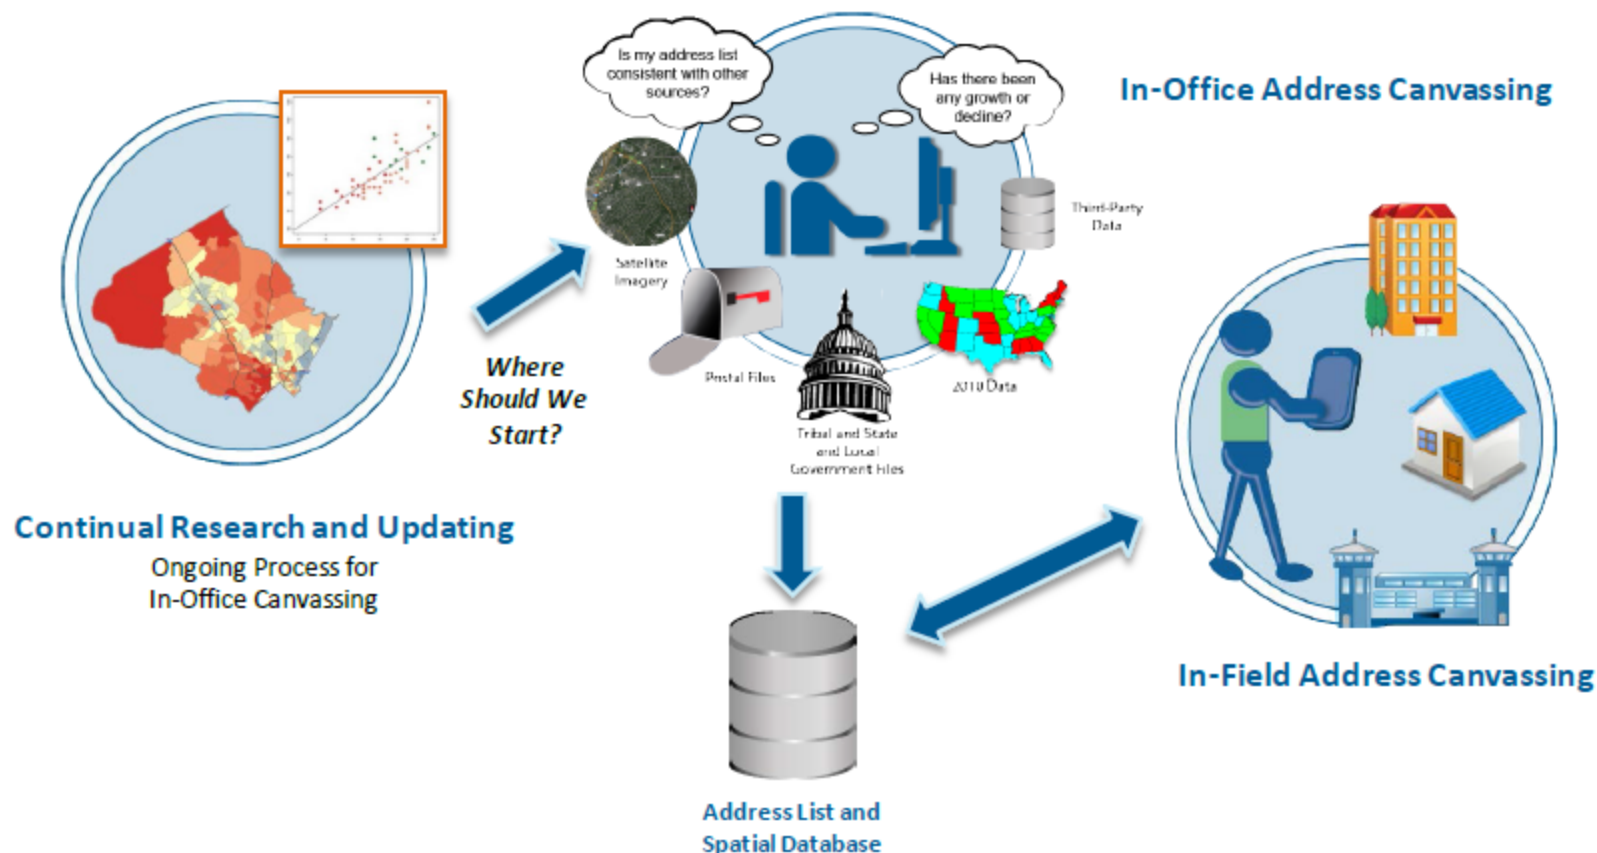 Is my address list
consistent with other
sources?
Has there been
any growth or
decline?
In-Office Address Canvassing
Third-Party
Data
Satellite
Imagery
Postal Files
2010 Data
Tribal and State
and Local
Government Files
Where
Should We
Start?
Continual Research and Updating
Ongoing Process for
In-Office Canvassing
In-Field Address Canvassing
Address List and
Spatial Database